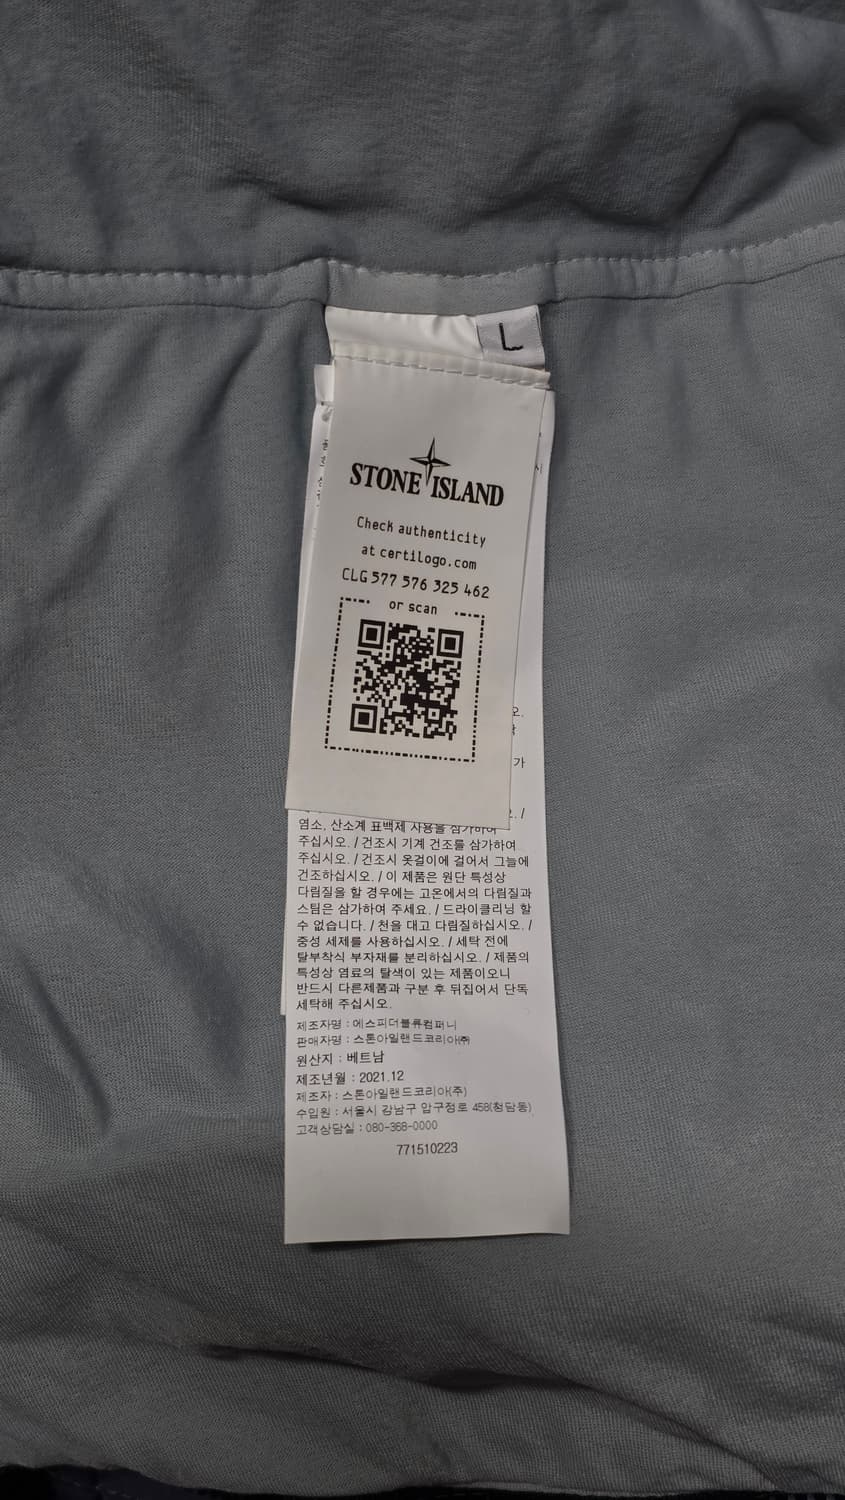 L
STONE ISLAND
Check authenticity
at certilogo.com
CLG 577 576 325 462
or scan
염소, 산소계 표백제 사용을 삼가하여
주십시오. / 건조시 기계 건조를 삼가하여
주십시오. / 건조시 옷걸이에 걸어서 그늘에
건조하십시오. / 이 제품은 원단 특성상
다림질을 할 경우에는 고온에서의 다림질과
스팀은 삼가하여 주세요. / 드라이클리닝 할
수 없습니다. / 천을 대고 다림질하십시오. /
중성 세제를 사용하십시오. / 세탁 전에
탈부착식 부자재를 분리하십시오. / 제품의
특성상 염료의 탈색이 있는 제품이오니
반드시 다른제품과 구분 후 뒤집어서 단독
세탁해 주십시오.
제조자명 : 에스피더블류컴퍼니
판매자명 : 스톤아일랜드코리아㈜
원산지 : 베트남
제조년월 : 2021.12
제조자 : 스톤아일랜드코리아(주)
수입원 : 서울시 강남구 압구정로 458(청담동)
고객상담실 : 080-368-0000
771510223